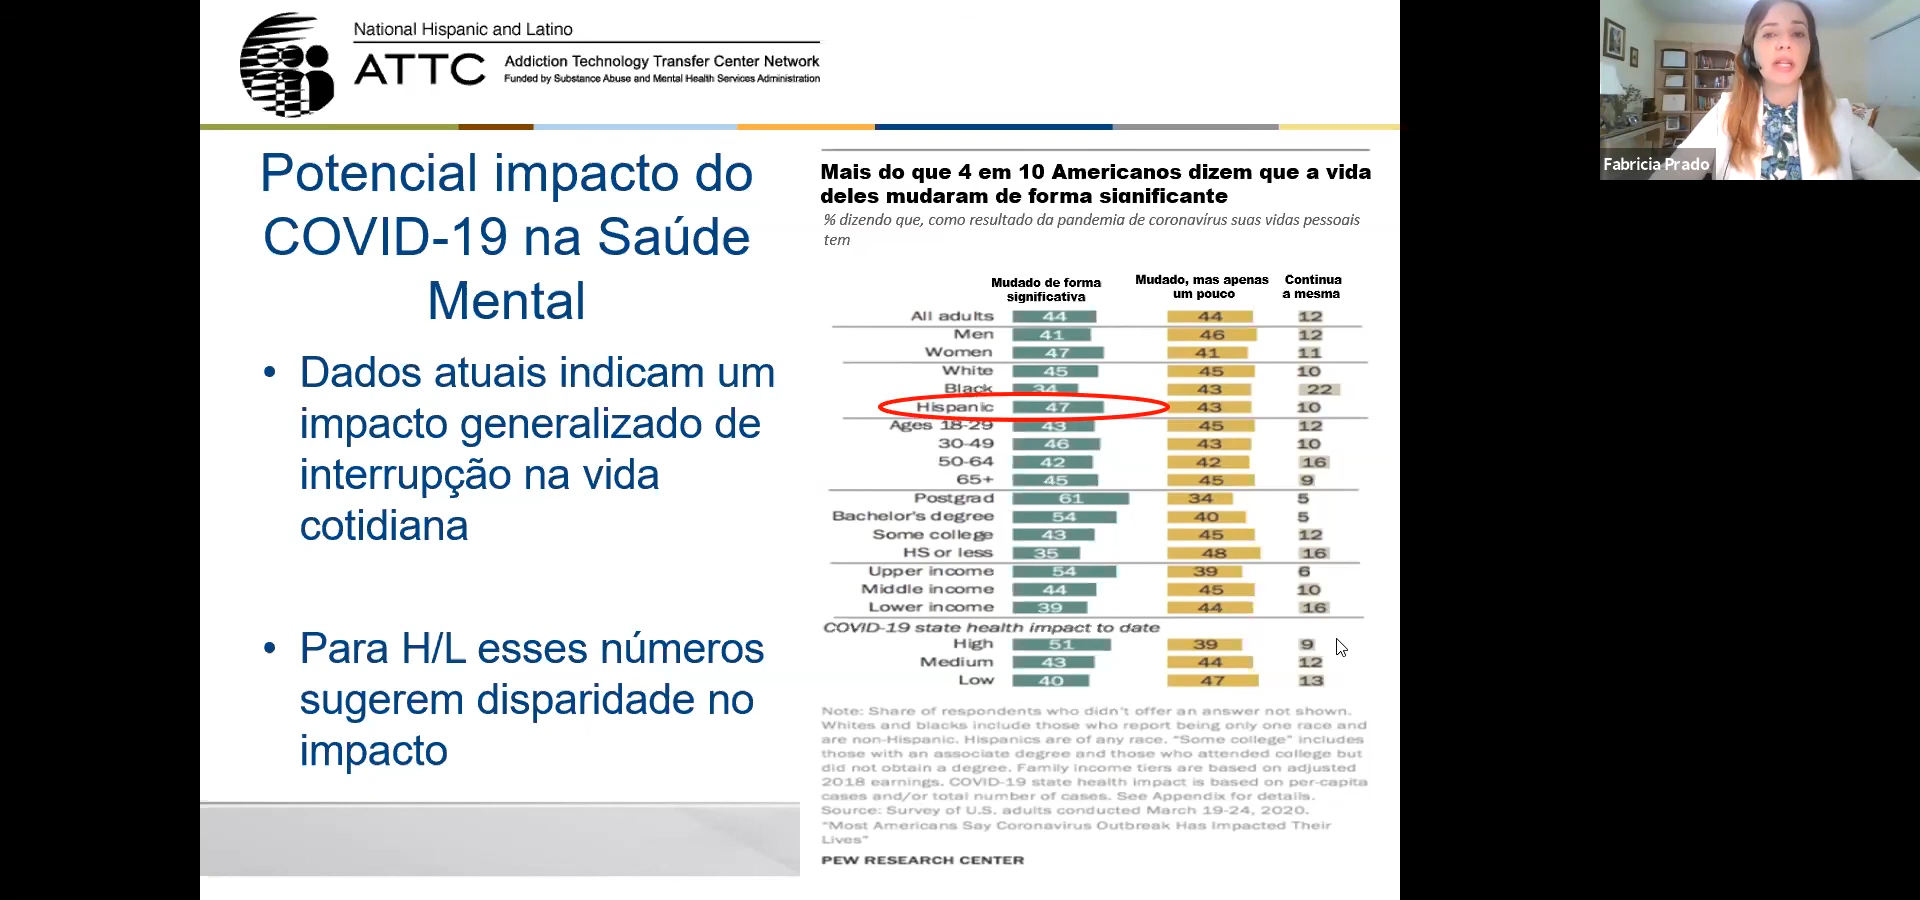 National Hispanic and Latino
ATTC Addiction Technology Transfer Center Network
Funded by Substance Abuse and Mental Health Services Administration
Potencial impacto do
COVID-19 na Saúde
Mental
• Dados atuais indicam um
impacto generalizado de
interrupção na vida
cotidiana
• Para H/L esses números
sugerem disparidade no
impacto
Mais do que 4 em 10 Americanos dizem que a vida
deles mudaram de forma significante
% dizendo que, como resultado da pandemia de coronavírus suas vidas pessoais
tem
Mudado de forma
significativa
Mudado, mas apenas
um pouco
Continua
a mesma
All adults 44 44 12
Men 41 46 12
Women 47 41 11
White 45 45 10
Black 34 43 22
Hispanic 47 43 10
Ages 18-29 43 45 12
30-49 46 43 10
50-64 42 42 16
65+ 45 45 9
Postgrad 61 34 5
Bachelor's degree 54 40 5
Some college 43 45 12
HS or less 35 48 16
Upper income 54 39 6
Middle income 44 45 10
Lower income 39 44 16
COVID-19 state health impact to date
High 51 39 9
Medium 43 44 12
Low 40 47 13
Note: Share of respondents who didn't offer an answer not shown.
Whites and blacks include those who report being only one race and
are non-Hispanic. Hispanics are of any race. "Some college" includes
those with an associate degree and those who attended college but
did not obtain a degree. Family income tiers are based on adjusted
2018 earnings. COVID-19 state health impact is based on per-capita
cases and/or total number of cases. See Appendix for details.
Source: Survey of U.S. adults conducted March 19-24, 2020.
"Most Americans Say Coronavirus Outbreak Has Impacted Their
Lives"
PEW RESEARCH CENTER
Fabricia Prado